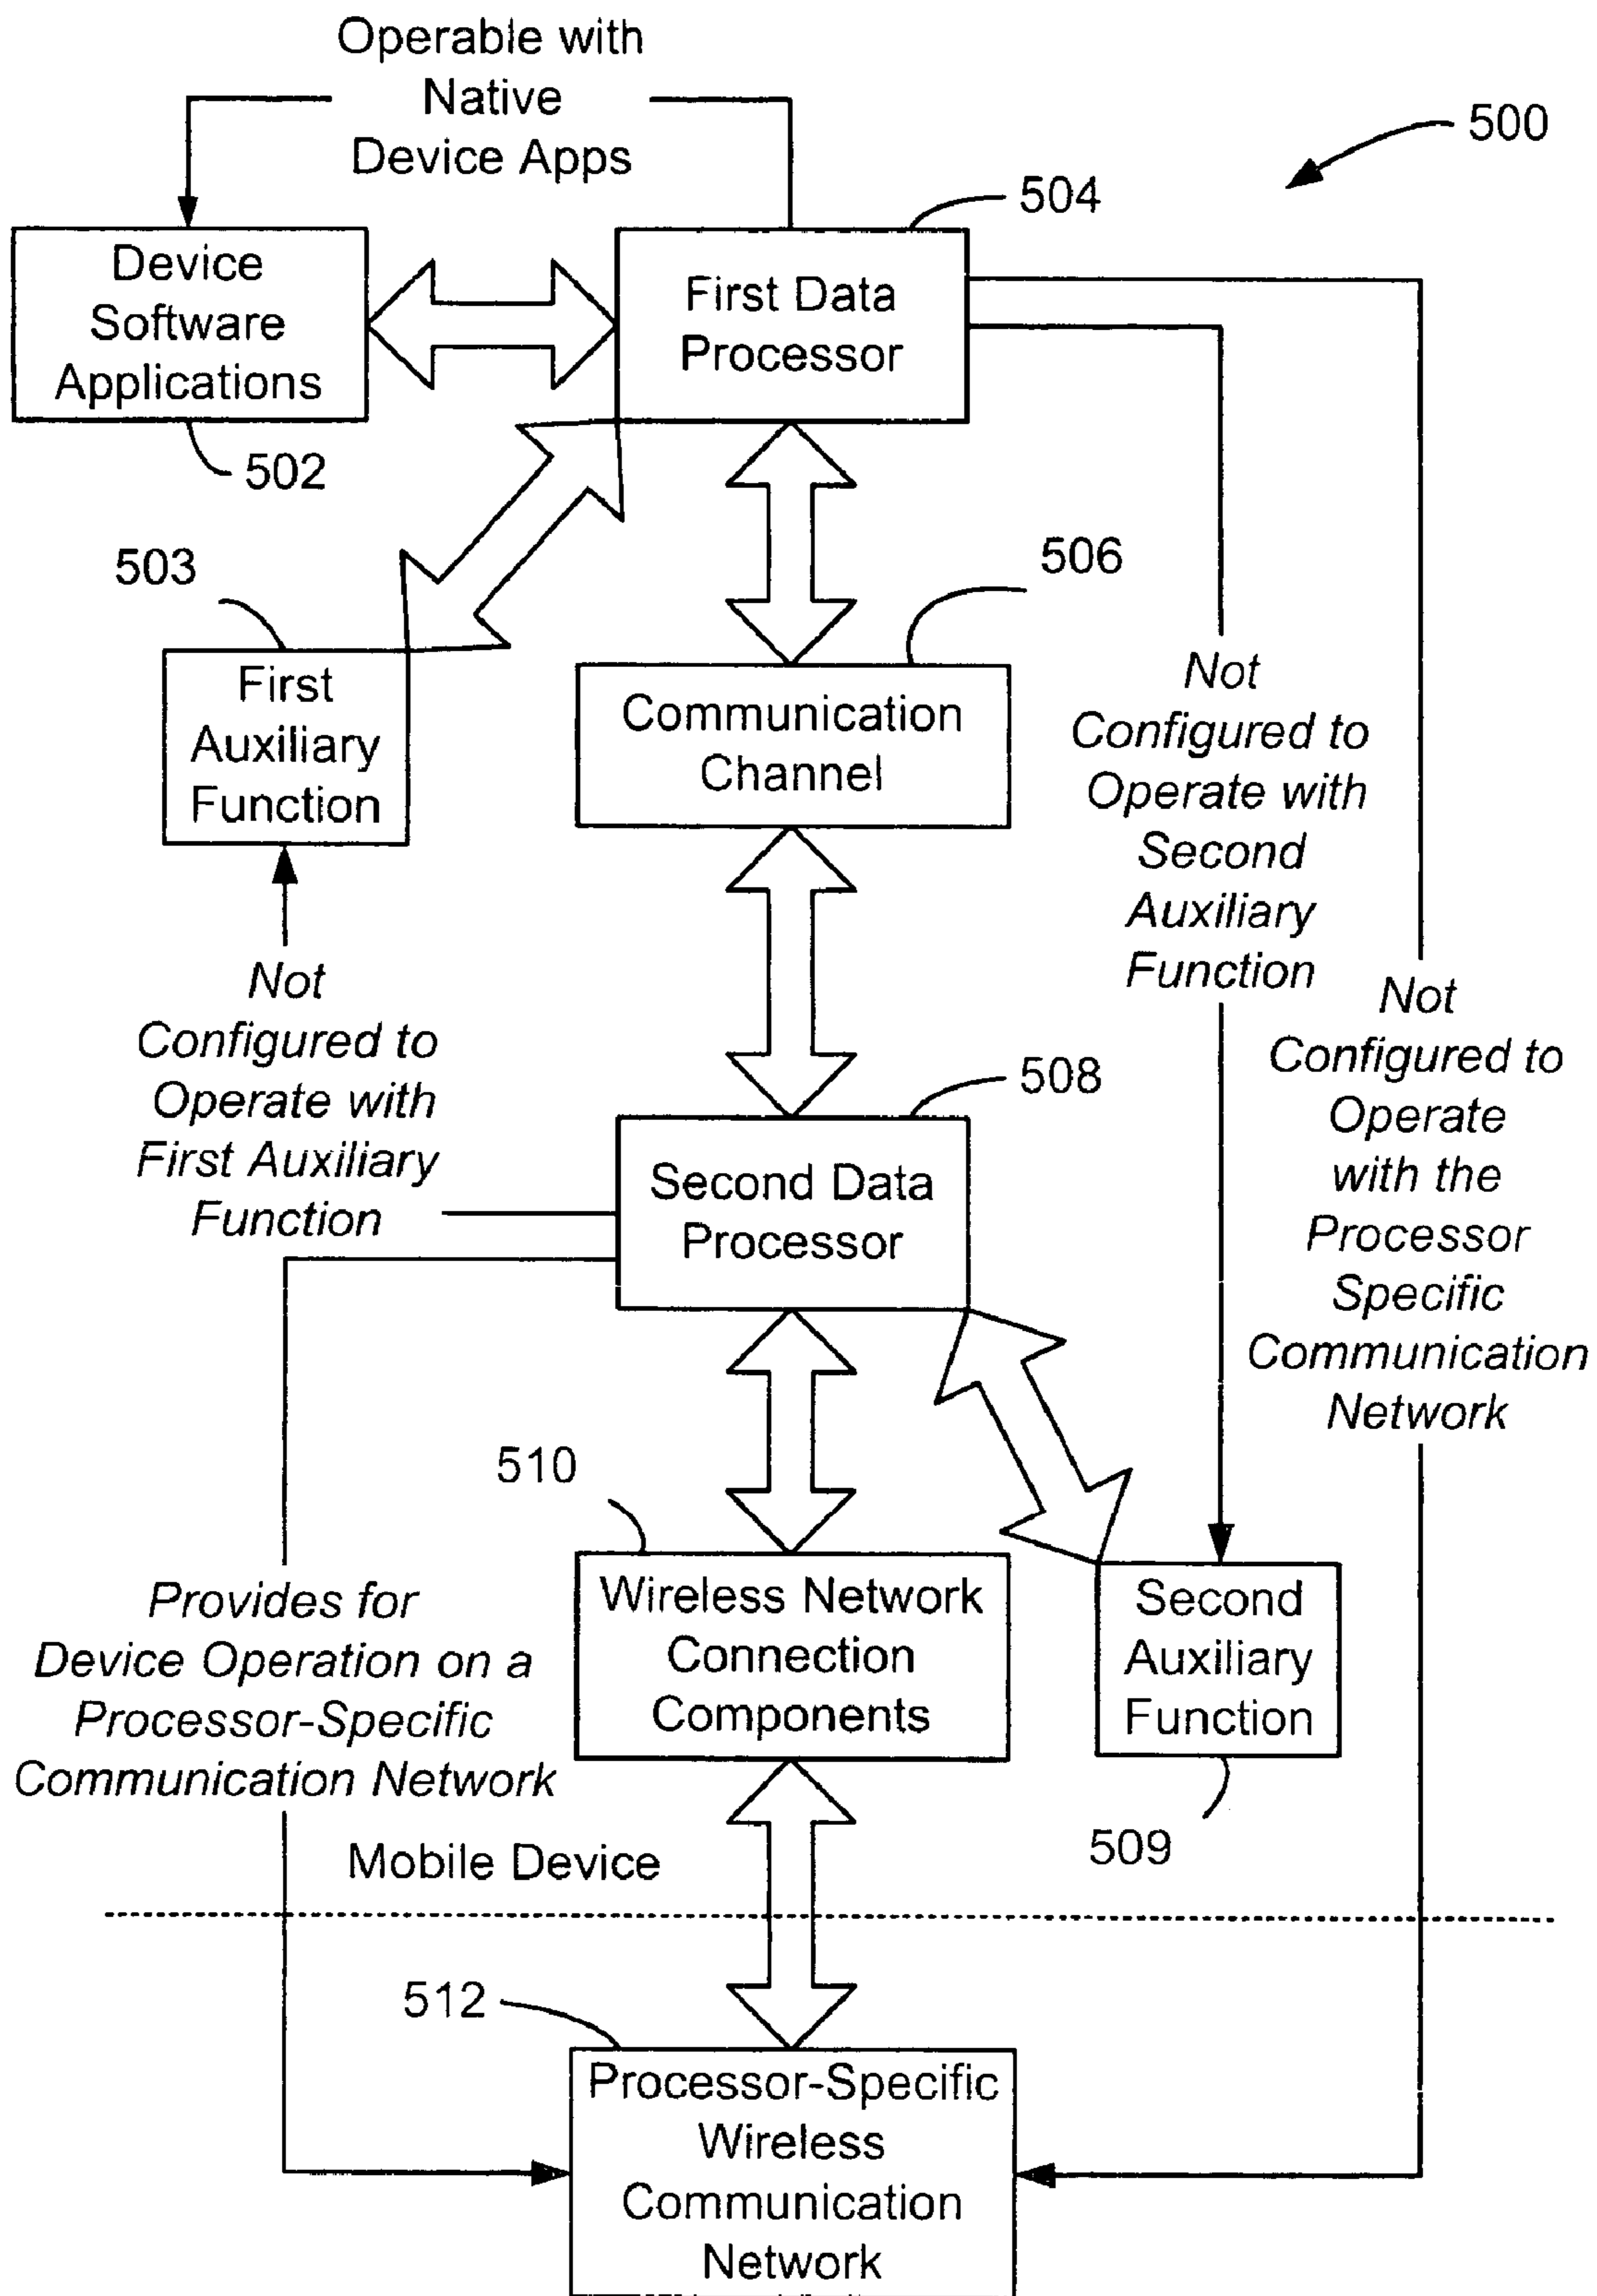 Operable with
Native
Device Apps
500
504
Device
Software
Applications
First Data
Processor
502
503
506
First
Auxiliary
Function
Communication
Channel
Not
Configured to
Operate with
Second
Auxiliary
Function
Not
Configured to
Operate with
First Auxiliary
Function
Not
Configured to
Operate
with the
Processor
Specific
Communication
Network
508
Second Data
Processor
510
Wireless Network
Connection
Components
Second
Auxiliary
Function
Provides for
Device Operation on a
Processor-Specific
Communication Network
509
Mobile Device
512
Processor-Specific
Wireless
Communication
Network